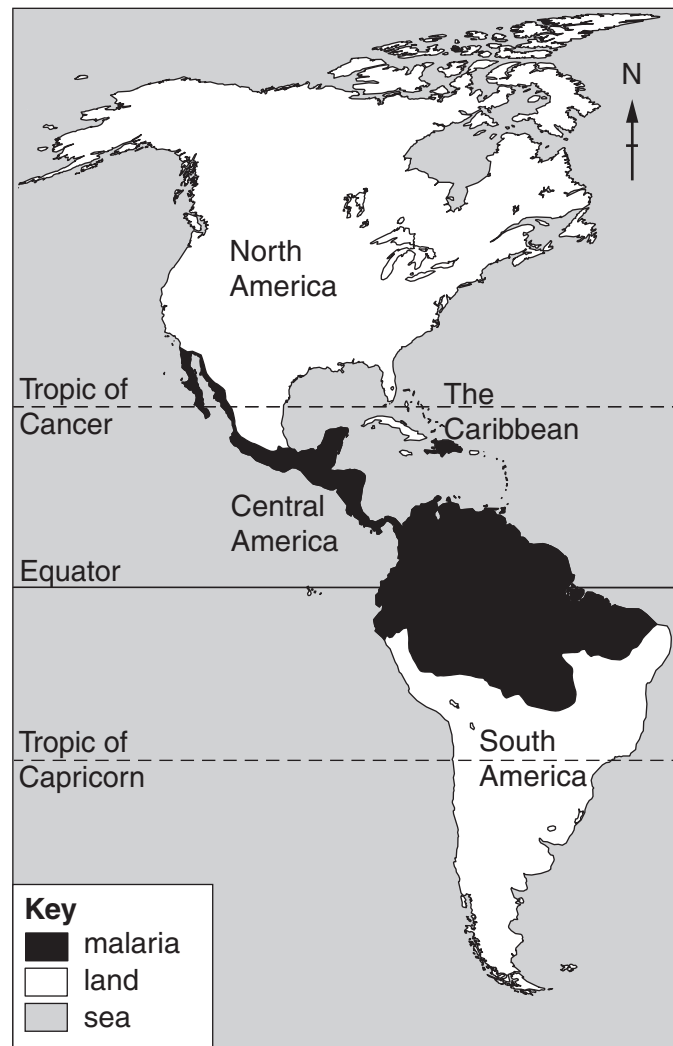 N
North
America
Tropic of
Cancer
The
Caribbean
Central
America
Equator
Tropic of
Capricorn
South
America
Key
malaria
land
sea